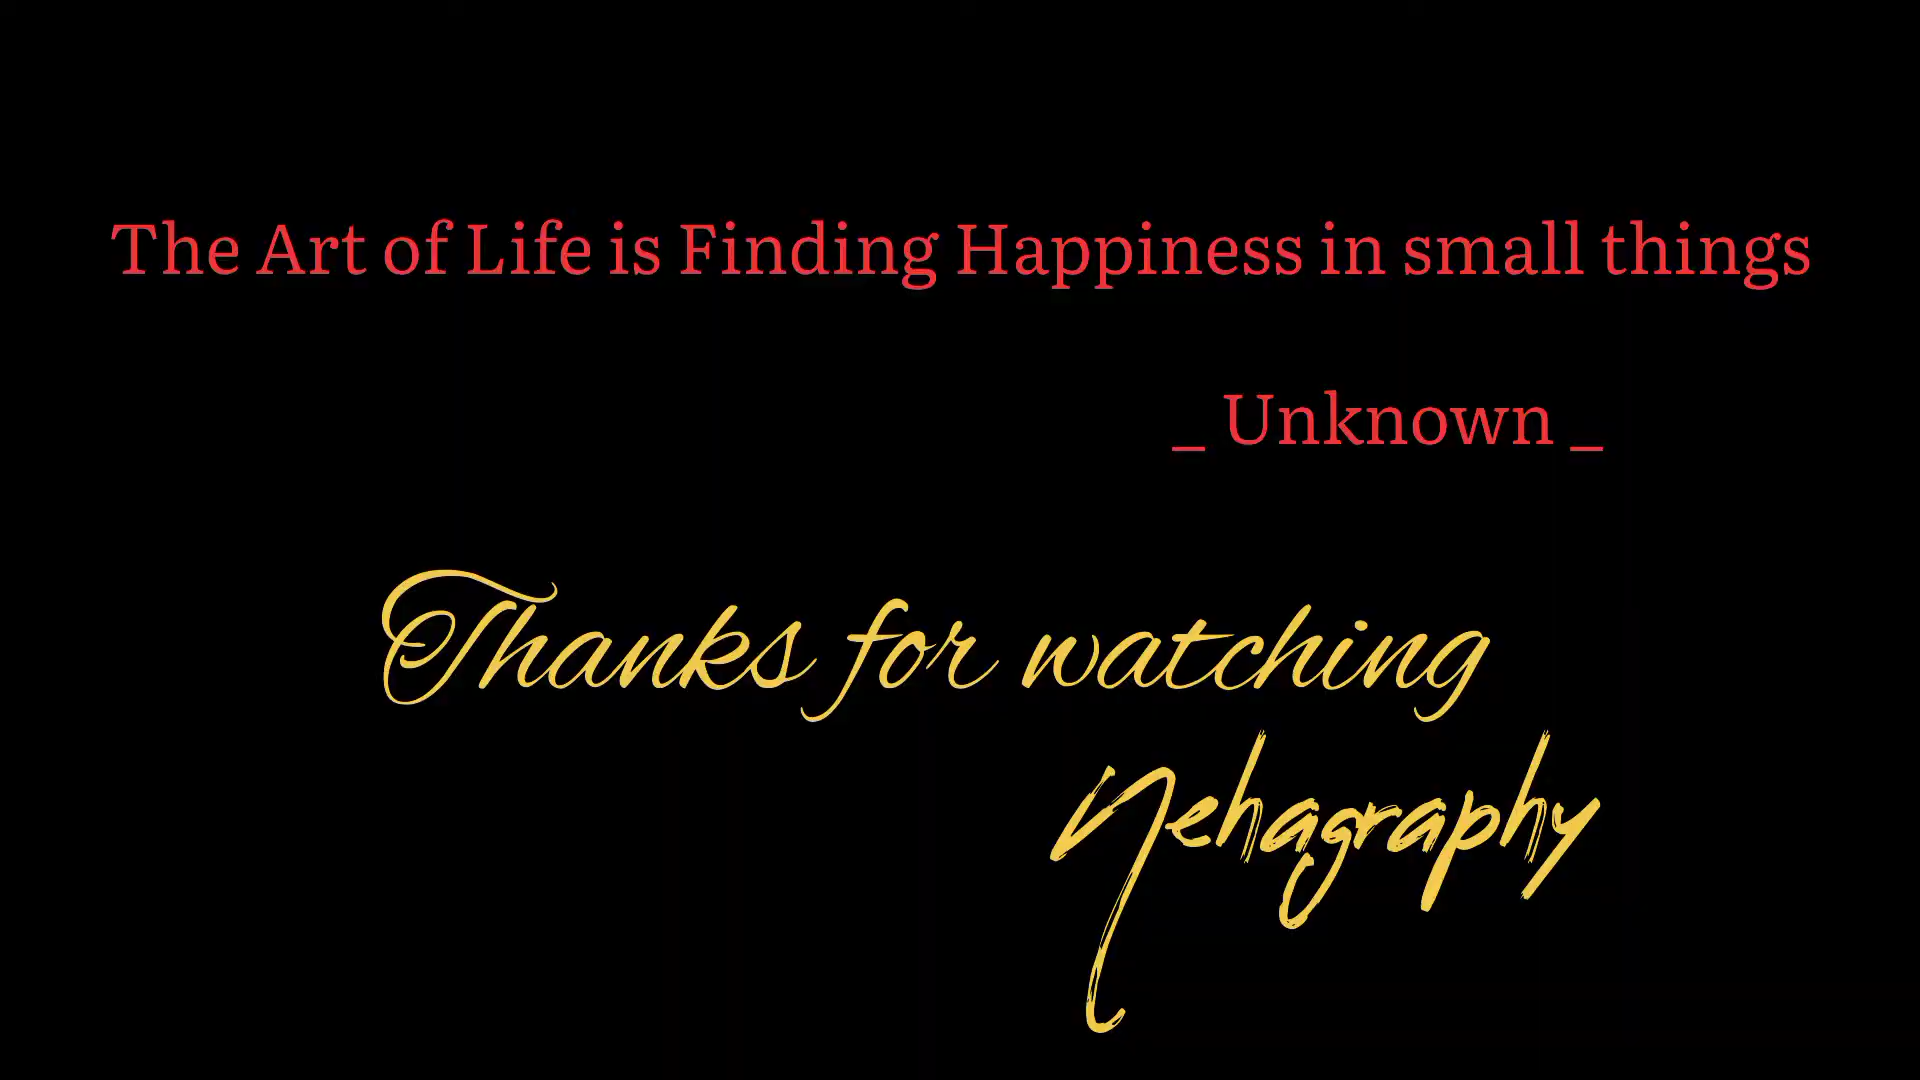 The Art of Life is Finding Happiness in small things
_ Unknown _
Thanks for watching
Nehagraphy